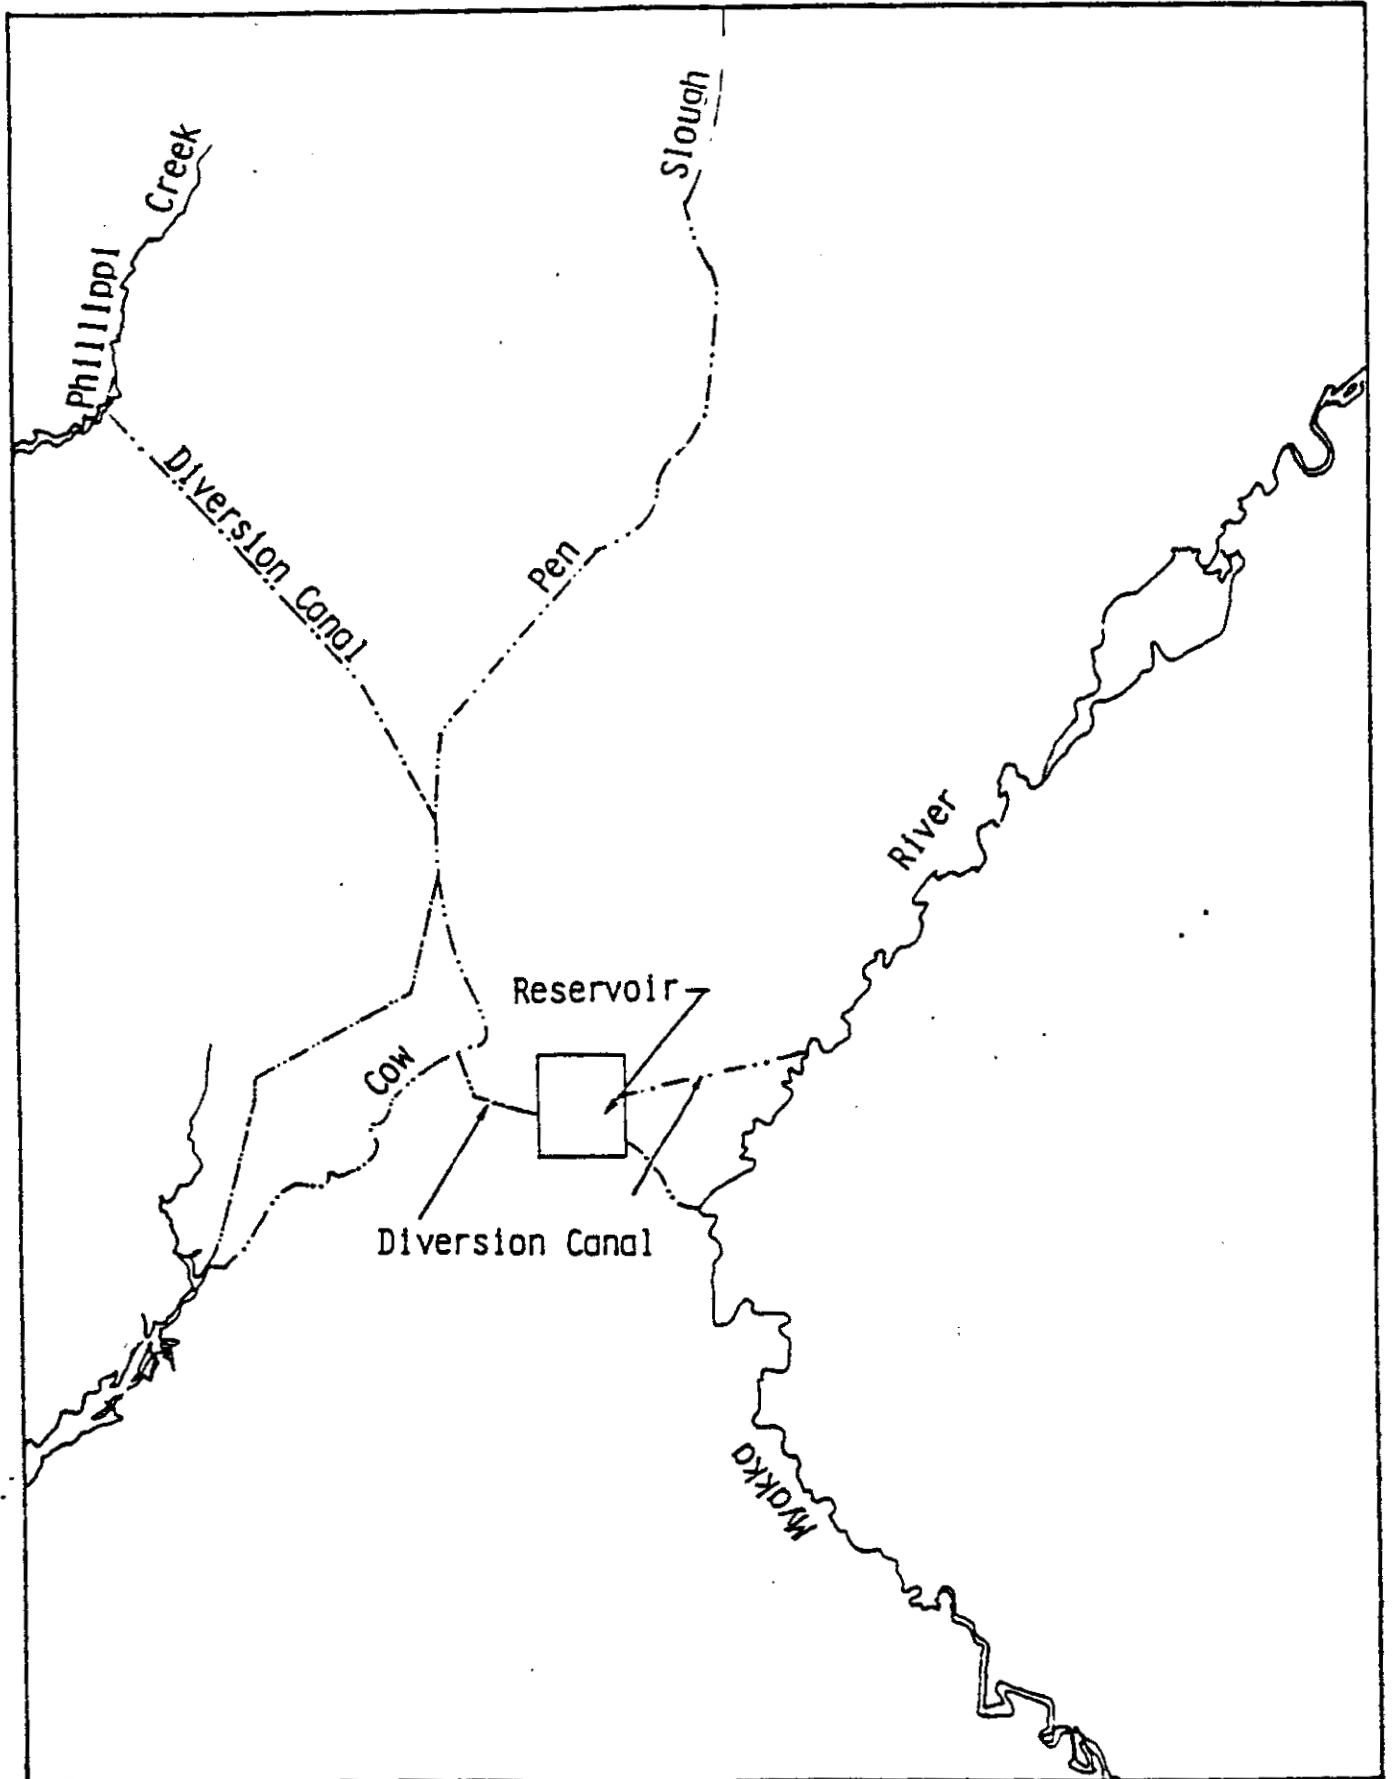 Slough
Creek
Phillippi
Diversion Canal
Pen
River
Reservoir
Cow
Diversion Canal
Myakka